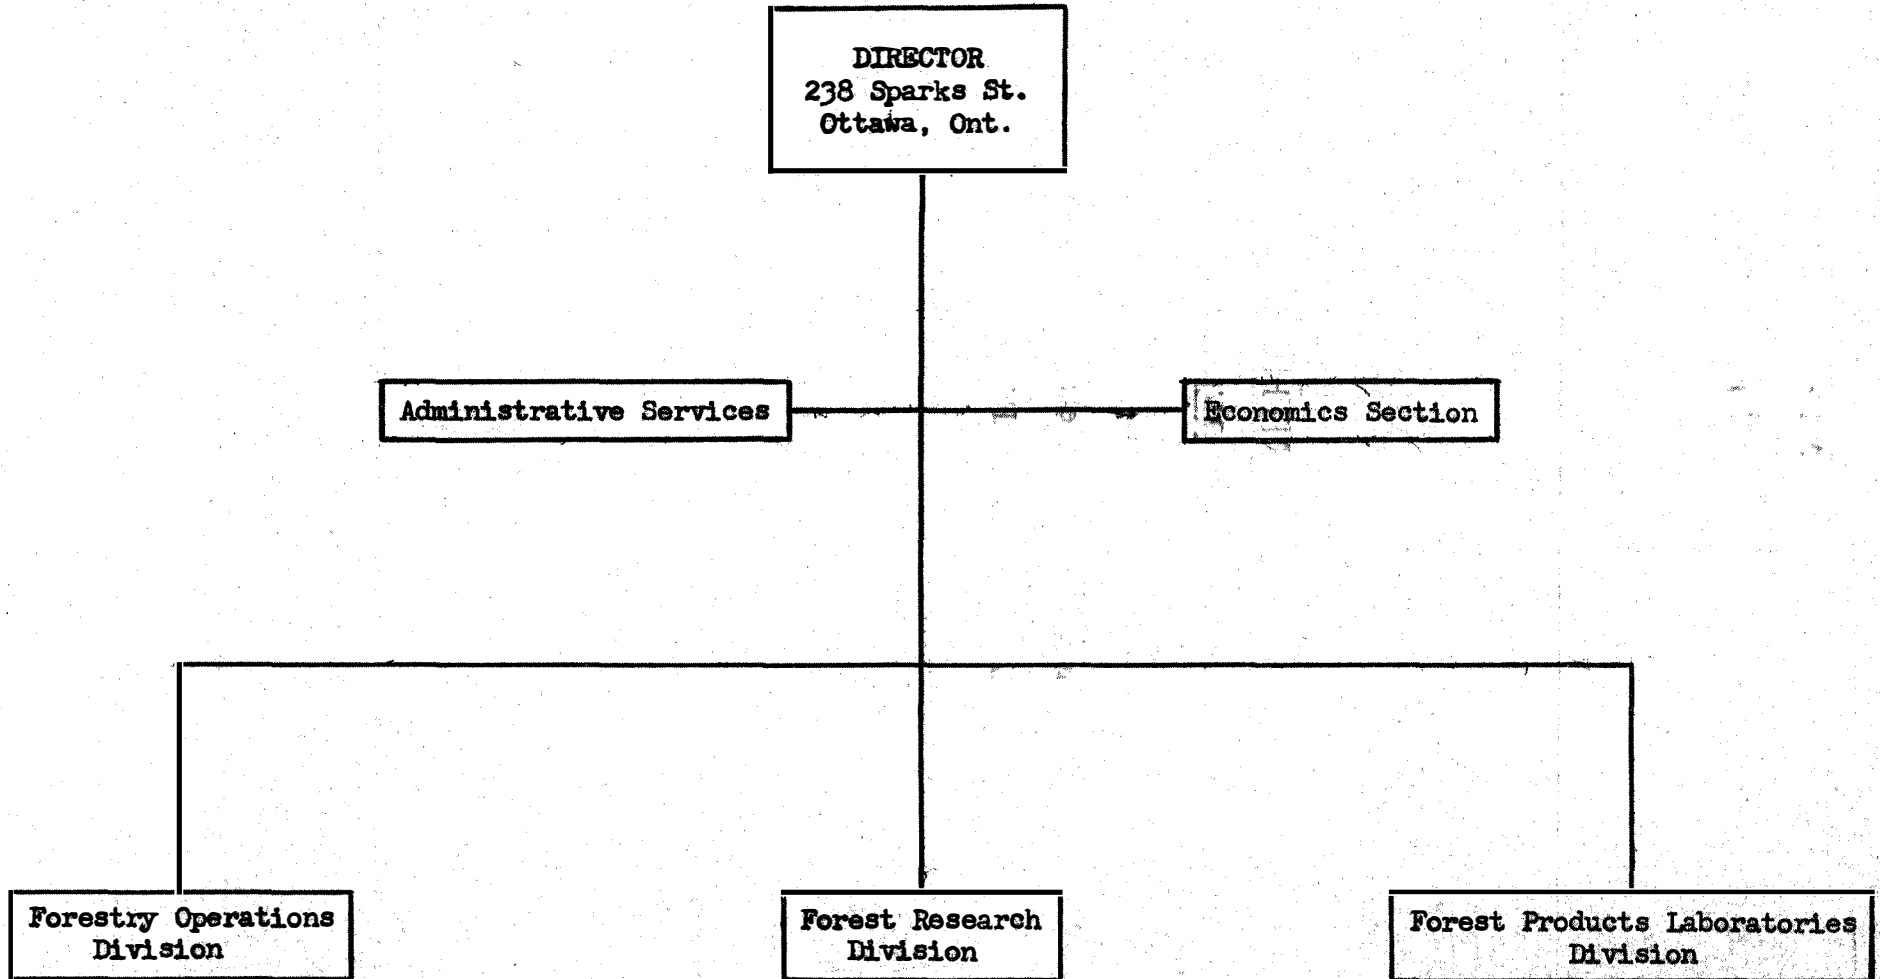 DIRECTOR
238 Sparks St.
Ottawa, Ont.
Administrative Services
Economics Section
Forestry Operations
Division
Forest Research
Division
Forest Products Laboratories
Division